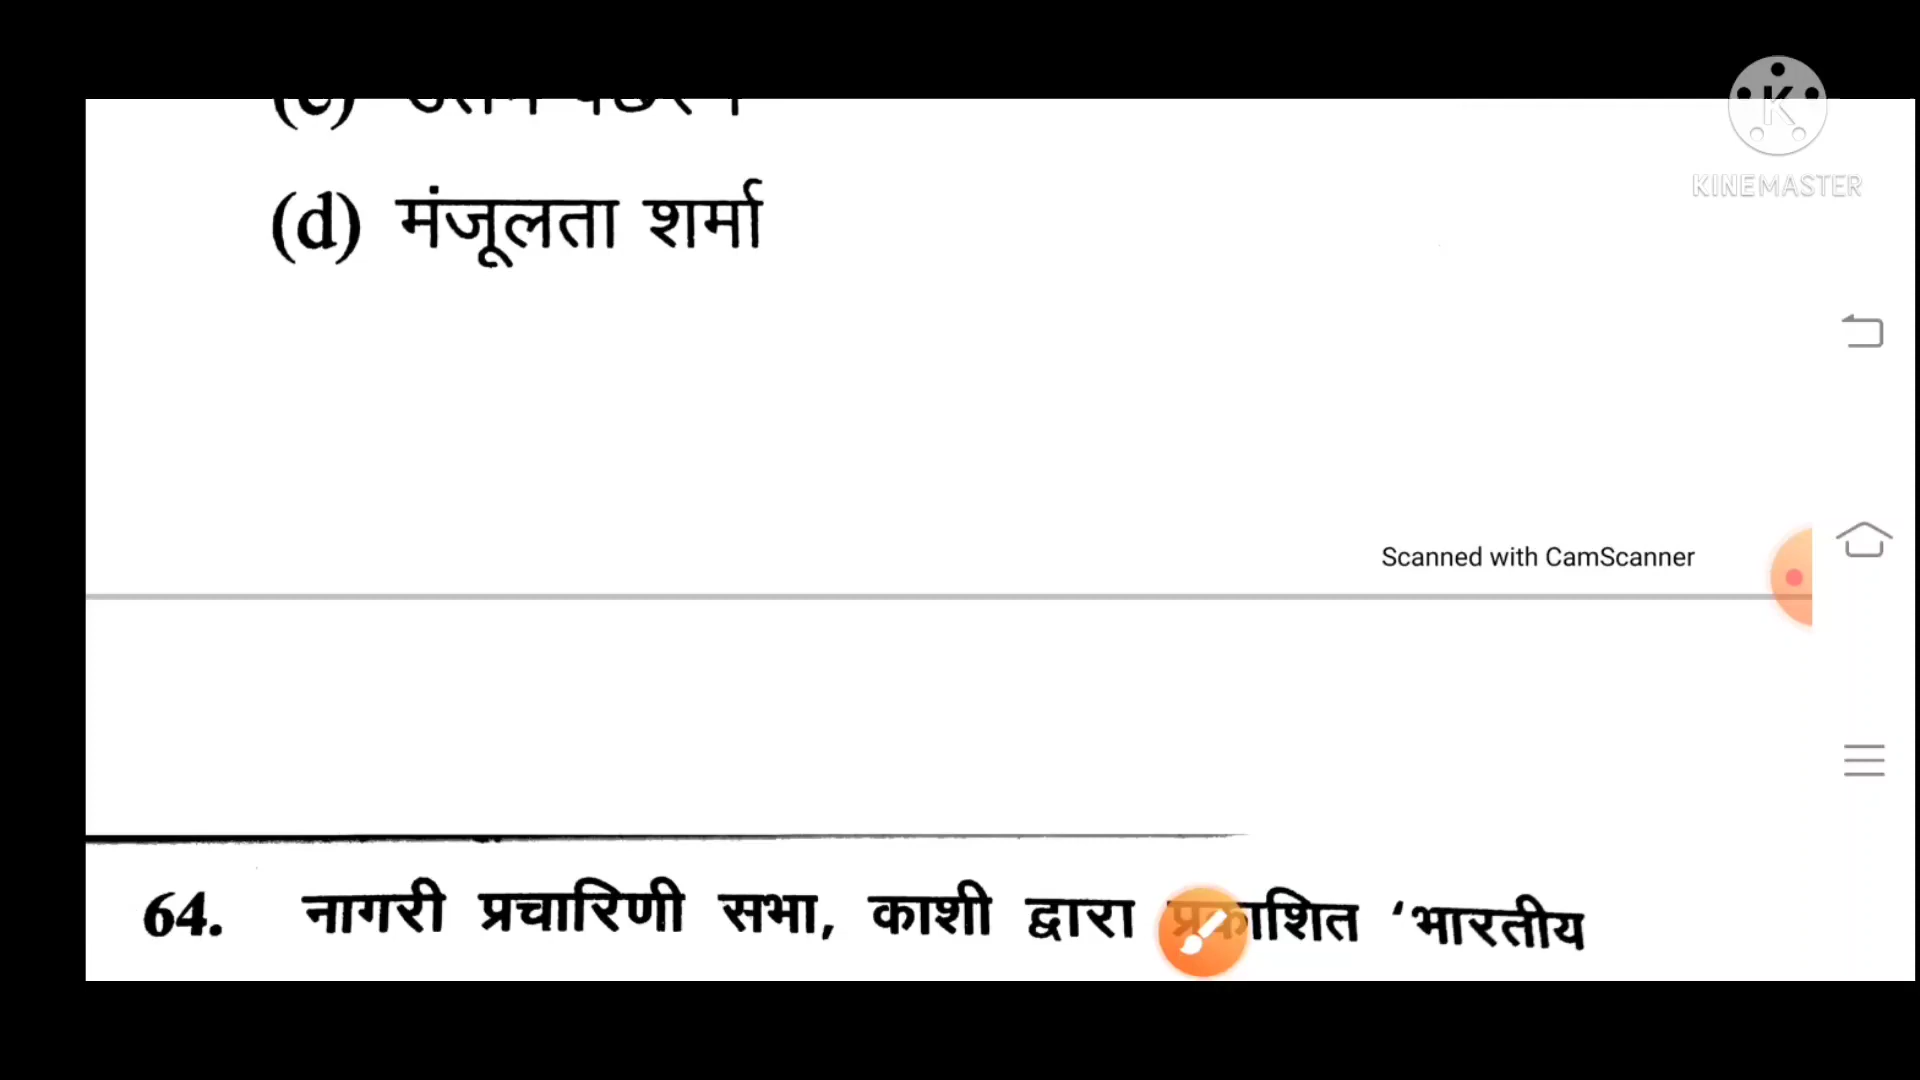 (d) मंजूलता शर्मा
K
KINEMASTER
Scanned with CamScanner
64. नागरी प्रचारिणी सभा, काशी द्वारा प्रकाशित ‘भारतीय